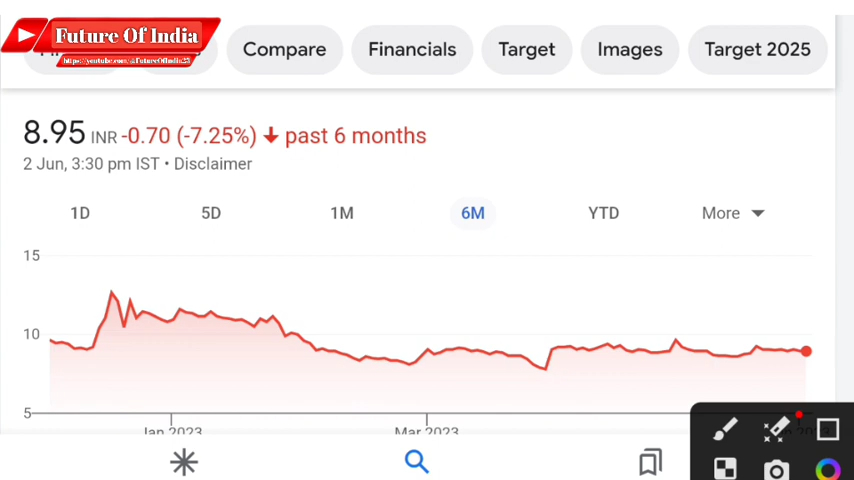 Future Of India
Compare
Financials
Target
Images
Target 2025
8.95 INR -0.70 (-7.25%) past 6 months
2 Jun, 3:30 pm IST • Disclaimer
1D
5D
1M
6M
YTD
More
15
10
5
Jan 2023
Mar 2023